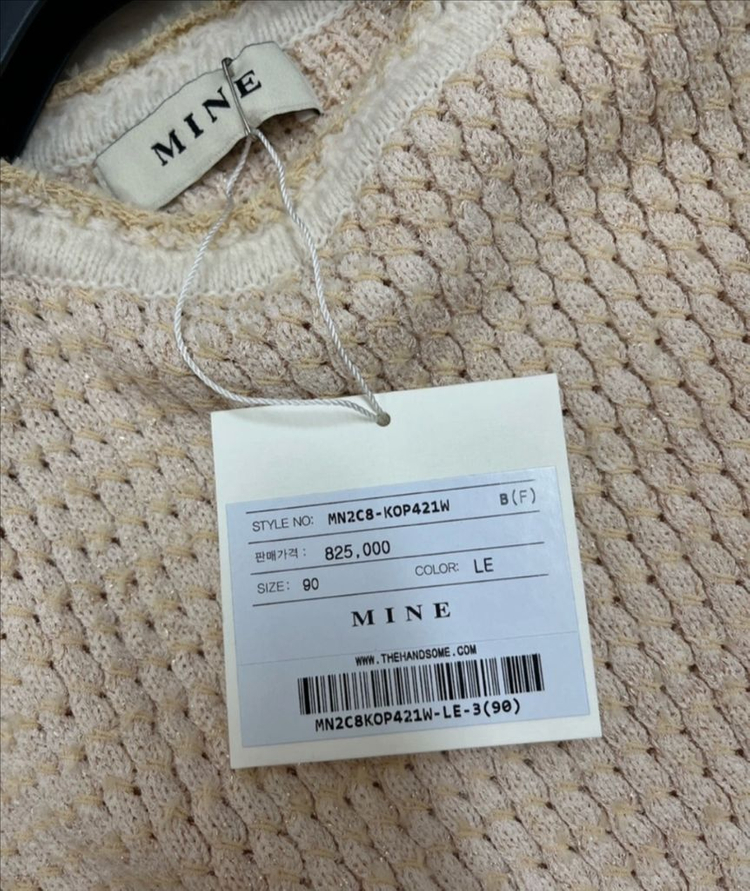 MINE
STYLE NO: MN2C8-KOP421W B(F)
판매가격 : 825,000
SIZE: 90 COLOR: LE
MINE
WWW.THEHANDSOME.COM
MN2C8KOP421W-LE-3(90)